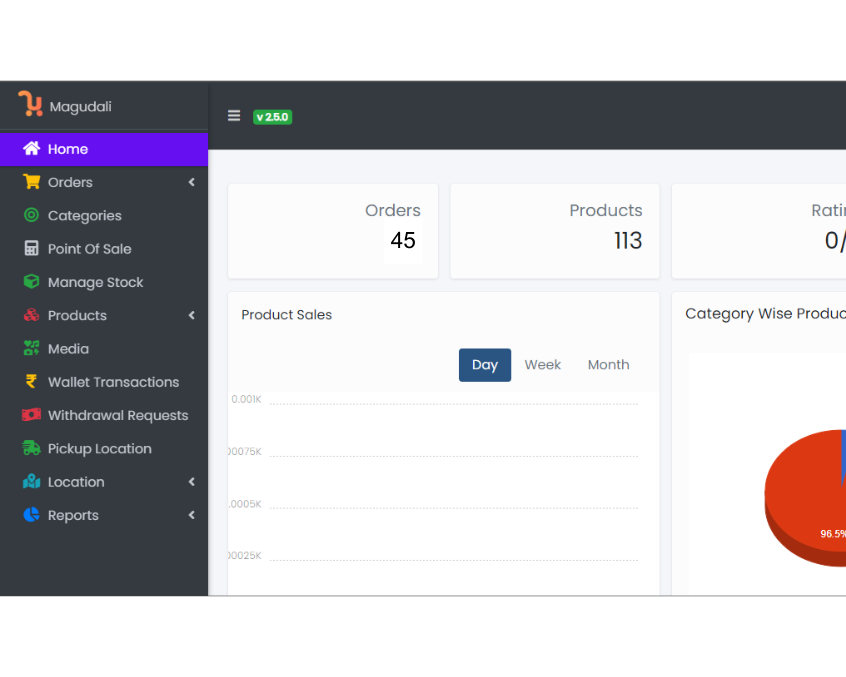 Magudali
v 2.5.0
Home
Orders
Categories
Point Of Sale
Manage Stock
Products
Media
Wallet Transactions
Withdrawal Requests
Pickup Location
Location
Reports
Orders
45
Products
113
Ratin
0/
Product Sales
Day Week Month
0.001K
00075K
.0005K
00025K
Category Wise Produc
96.5%